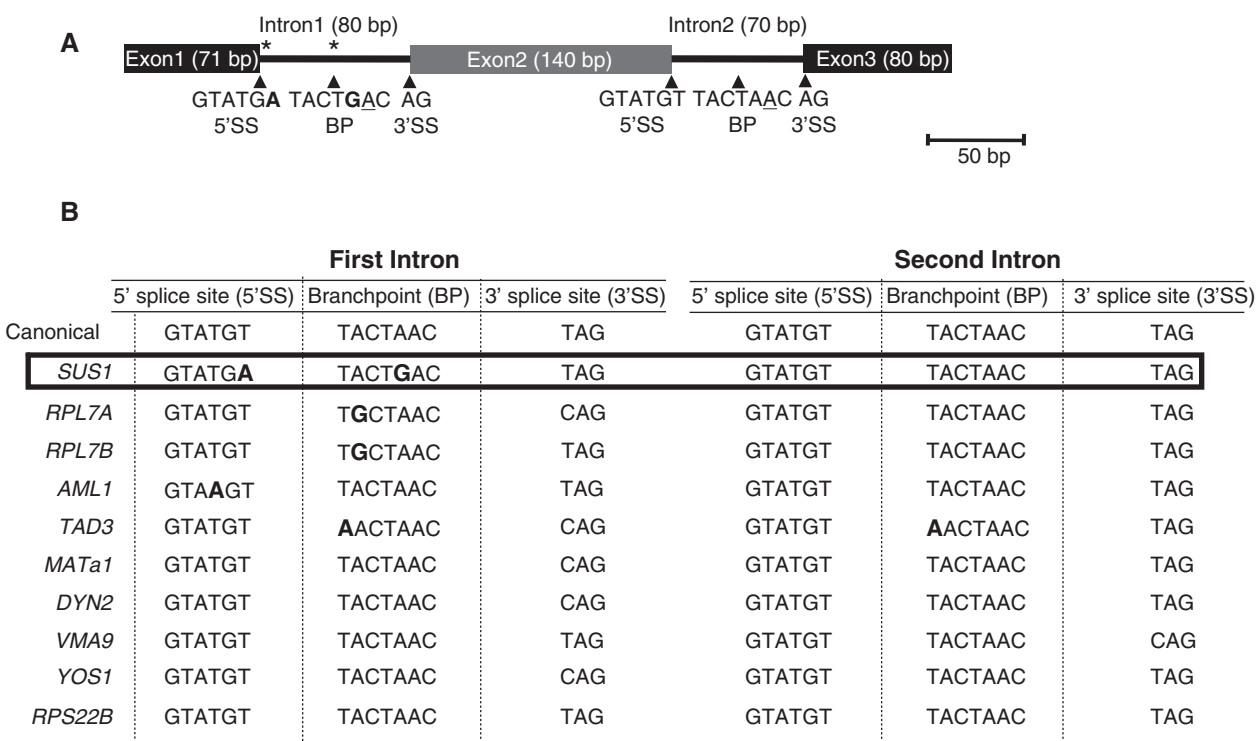 A
Intron1 (80 bp) Intron2 (70 bp)
* *
Exon1 (71 bp) Exon2 (140 bp) Exon3 (80 bp)
GTATGA TACTGAC AG GTATGT TACTAAC AG
5'SS BP 3'SS 5'SS BP 3'SS
50 bp
B
First Intron Second Intron
5' splice site (5'SS) Branchpoint (BP) 3' splice site (3'SS) 5' splice site (5'SS) Branchpoint (BP) 3' splice site (3'SS)
Canonical GTATGT TACTAAC TAG GTATGT TACTAAC TAG
SUS1 GTATGA TACTGAC TAG GTATGT TACTAAC TAG
RPL7A GTATGT TGCTAAC CAG GTATGT TACTAAC TAG
RPL7B GTATGT TGCTAAC TAG GTATGT TACTAAC TAG
AML1 GTAAGT TACTAAC TAG GTATGT TACTAAC TAG
TAD3 GTATGT AACTAAC CAG GTATGT AACTAAC TAG
MATa1 GTATGT TACTAAC CAG GTATGT TACTAAC TAG
DYN2 GTATGT TACTAAC CAG GTATGT TACTAAC TAG
VMA9 GTATGT TACTAAC TAG GTATGT TACTAAC CAG
YOS1 GTATGT TACTAAC CAG GTATGT TACTAAC TAG
RPS22B GTATGT TACTAAC TAG GTATGT TACTAAC TAG